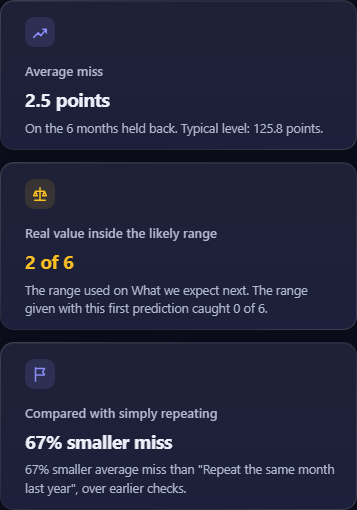 Average miss
2.5 points
On the 6 months held back. Typical level: 125.8 points.
Real value inside the likely range
2 of 6
The range used on What we expect next. The range
given with this first prediction caught 0 of 6.
Compared with simply repeating
67% smaller miss
67% smaller average miss than "Repeat the same month
last year", over earlier checks.